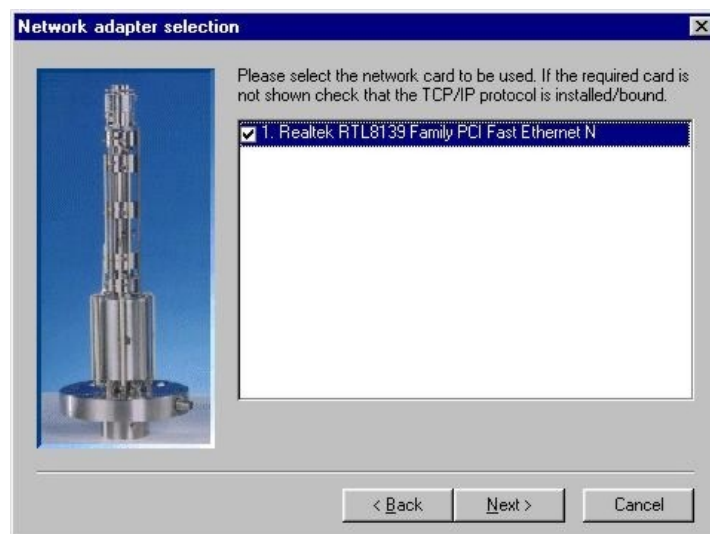 Network adapter selection
Please select the network card to be used. If the required card is
not shown check that the TCP/IP protocol is installed/bound.
1. Realtek RTL8139 Family PCI Fast Ethernet N
< Back
Next >
Cancel